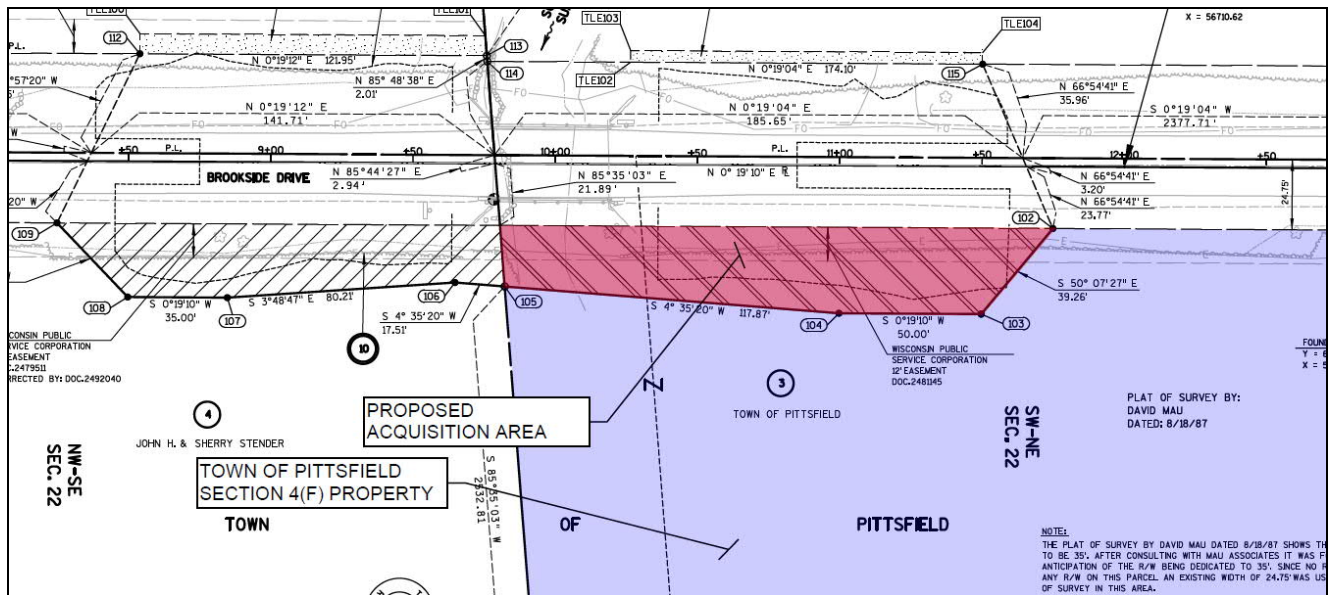 TLE100
TLE101
TLE103
TLE104
X = 56710.62
P.L.
112
113
114
115
TLE102
N 0°19'12" E 121.95'
N 0°19'04" E 174.10'
°57'20" W
N 85° 48'38" E
2.01'
N 66°54'41" E
35.96'
FO
FO
FO
FO
FO
N 0°19'12" E
141.71'
N 0°19'04" E
185.65'
S 0°19'04" W
2377.71'
+50
P.L.
9+00
+50
10+00
+50
P.L.
11+00
+50
12+00
+50
BROOKSIDE DRIVE
N 85°44'27" E
2.94'
N 85°35'03" E
21.89'
N 0°19'10" E
N 66°54'41" E
3.20'
N 66°54'41" E
23.77'
24.75'
20" W
109
102
E
E
E
108
107
106
105
104
103
S 0°19'10" W
35.00'
S 3°48'47" E 80.21'
S 4° 35'20" W
17.51'
S 4° 35'20" W 117.87'
S 0°19'10" W
50.00'
S 50° 07'27" E
39.26'
CONSIN PUBLIC
RVICE CORPORATION
EASEMENT
C.2479511
RRECTED BY: DOC.2492040
10
WISCONSIN PUBLIC
SERVICE CORPORATION
12' EASEMENT
DOC.2481145
FOUN
Y = 6
X = 5
4
JOHN H. & SHERRY STENDER
PROPOSED
ACQUISITION AREA
3
TOWN OF PITTSFIELD
Z
PLAT OF SURVEY BY:
DAVID MAU
DATED: 8/18/87
NW-SE
SEC. 22
SW-NE
SEC. 22
TOWN OF PITTSFIELD
SECTION 4(F) PROPERTY
S 85°35'03" W
2532.81
TOWN OF PITTSFIELD
NOTE:
THE PLAT OF SURVEY BY DAVID MAU DATED 8/18/87 SHOWS TH
TO BE 35'. AFTER CONSULTING WITH MAU ASSOCIATES IT WAS F
ANTICIPATION OF THE R/W BEING DEDICATED TO 35'. SINCE NO R
ANY R/W ON THIS PARCEL, AN EXISTING WIDTH OF 24.75' WAS US
OF SURVEY IN THIS AREA.